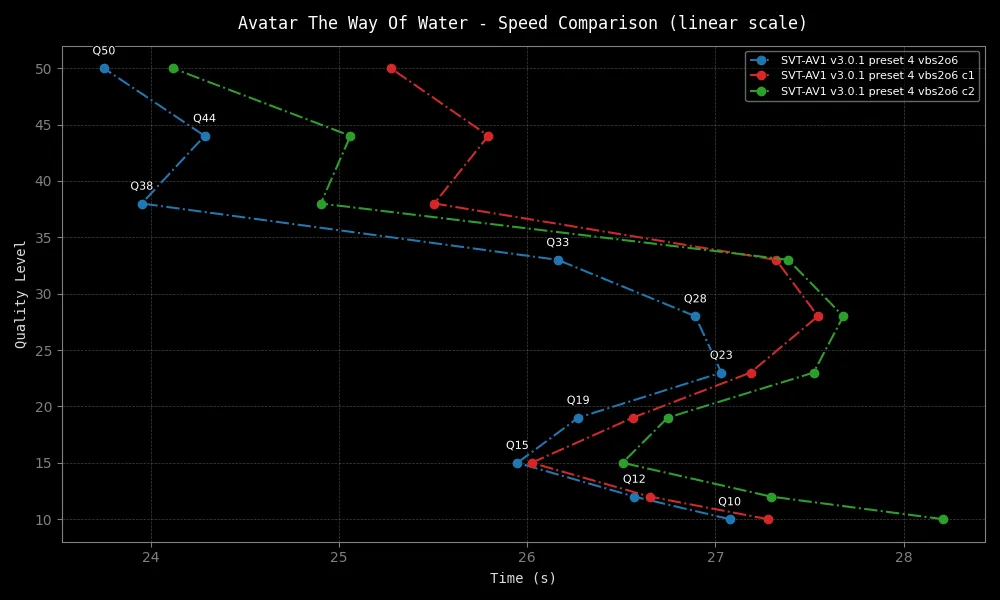 Avatar The Way Of Water - Speed Comparison (linear scale)
Q50
SVT-AV1 v3.0.1 preset 4 vbs2o6
SVT-AV1 v3.0.1 preset 4 vbs2o6 c1
SVT-AV1 v3.0.1 preset 4 vbs2o6 c2
50
Q44
45
Q38
40
35
Q33
30
Q28
25
Q23
20
Q19
15
Q15
Q12
10
Q10
Quality Level
24
25
26
27
28
Time (s)